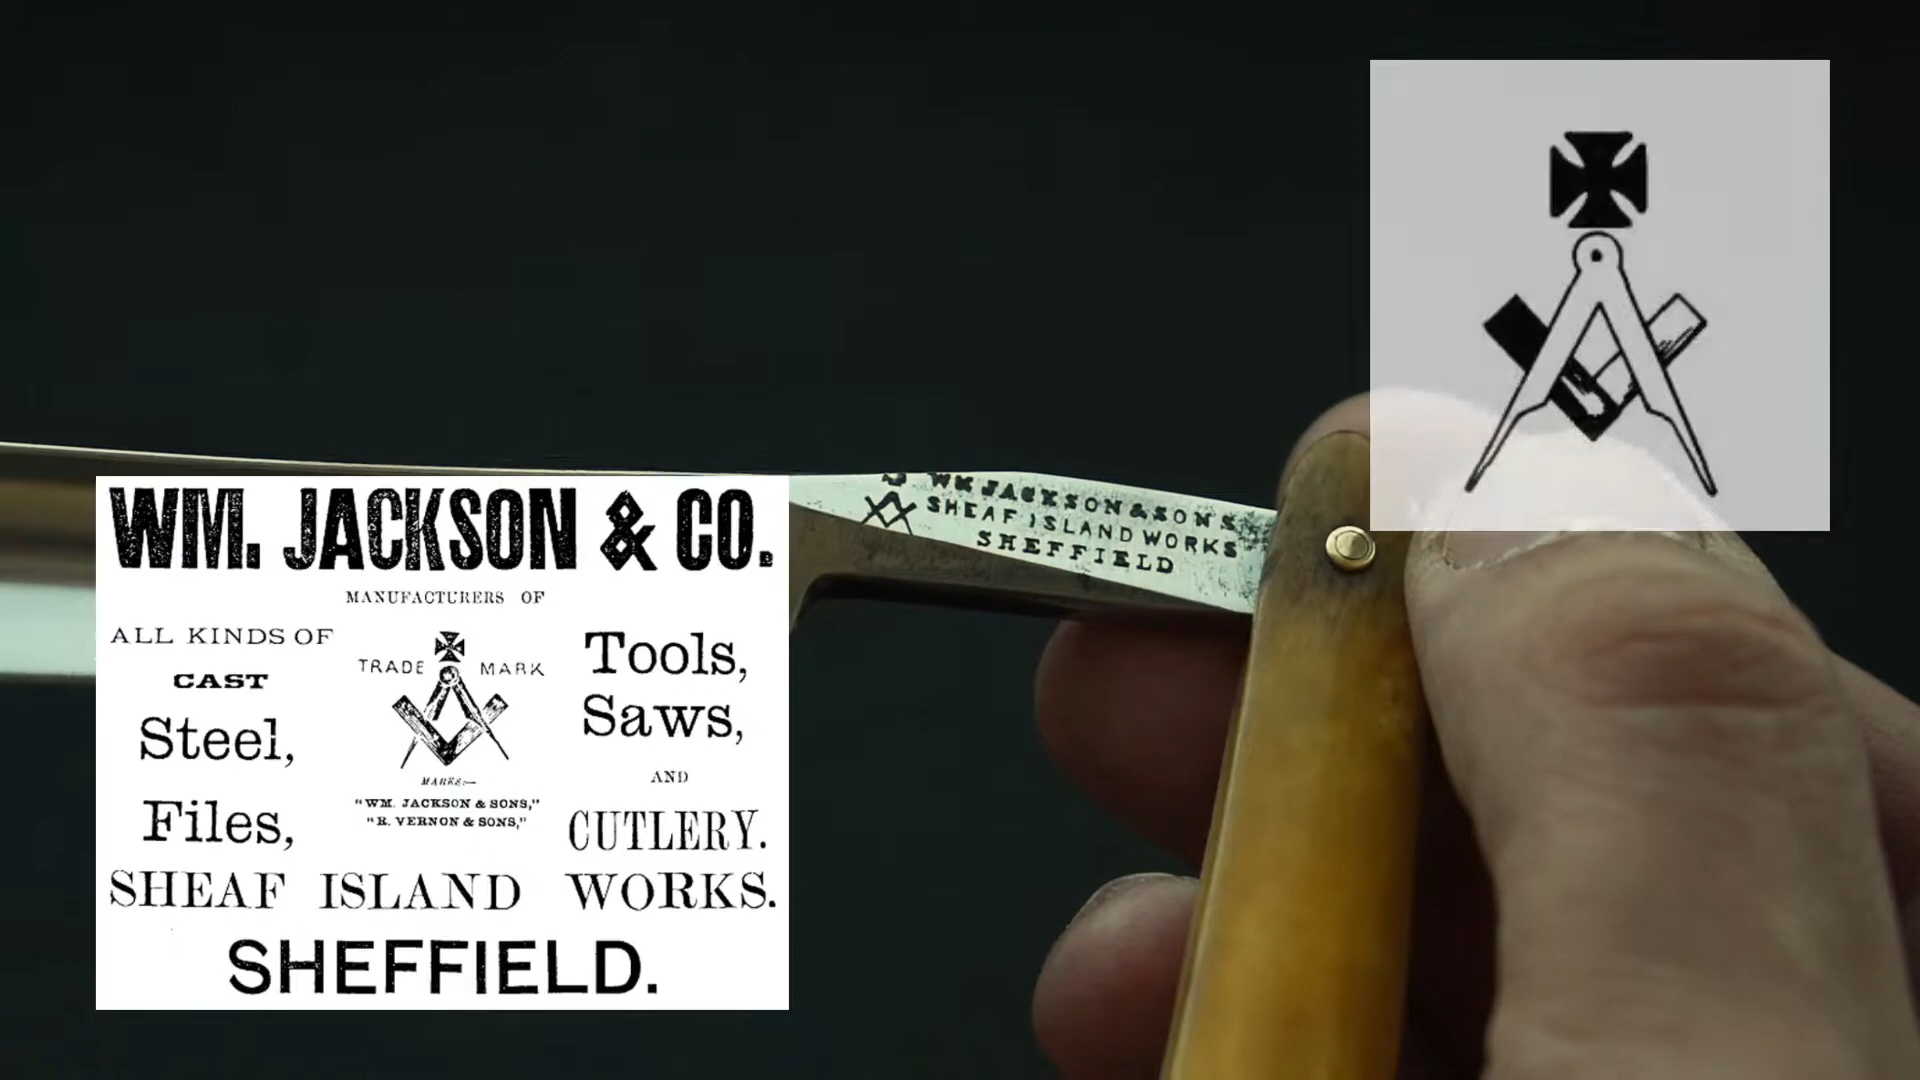 WM. JACKSON & CO.
MANUFACTURERS OF
ALL KINDS OF
CAST
Steel,
Files,
TRADE MARK
MARKS:—
"WM. JACKSON & SONS,"
"R. VERNON & SONS,"
Tools,
Saws,
AND
CUTLERY.
SHEAF ISLAND WORKS.
SHEFFIELD.
WM JACKSON & SONS
SHEAF ISLAND WORKS
SHEFFIELD